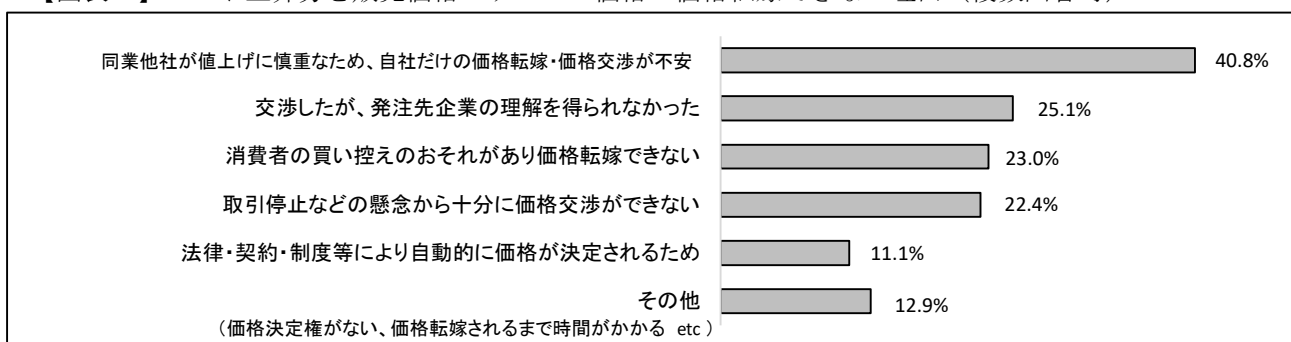 同業他社が値上げに慎重なため、自社だけの価格転嫁・価格交渉が不安 40.8%
交渉したが、発注先企業の理解を得られなかった 25.1%
消費者の買い控えのおそれがあり価格転嫁できない 23.0%
取引停止などの懸念から十分に価格交渉ができない 22.4%
法律・契約・制度等により自動的に価格が決定されるため 11.1%
その他 12.9%
（価格決定権がない、価格転嫁されるまで時間がかかる etc）